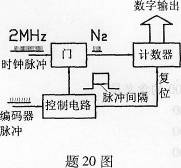 数字输出
2MHz
门
N₂
计数器
时钟脉冲
复位
脉冲间隔
控制电路
编码器
脉冲
题 20 图